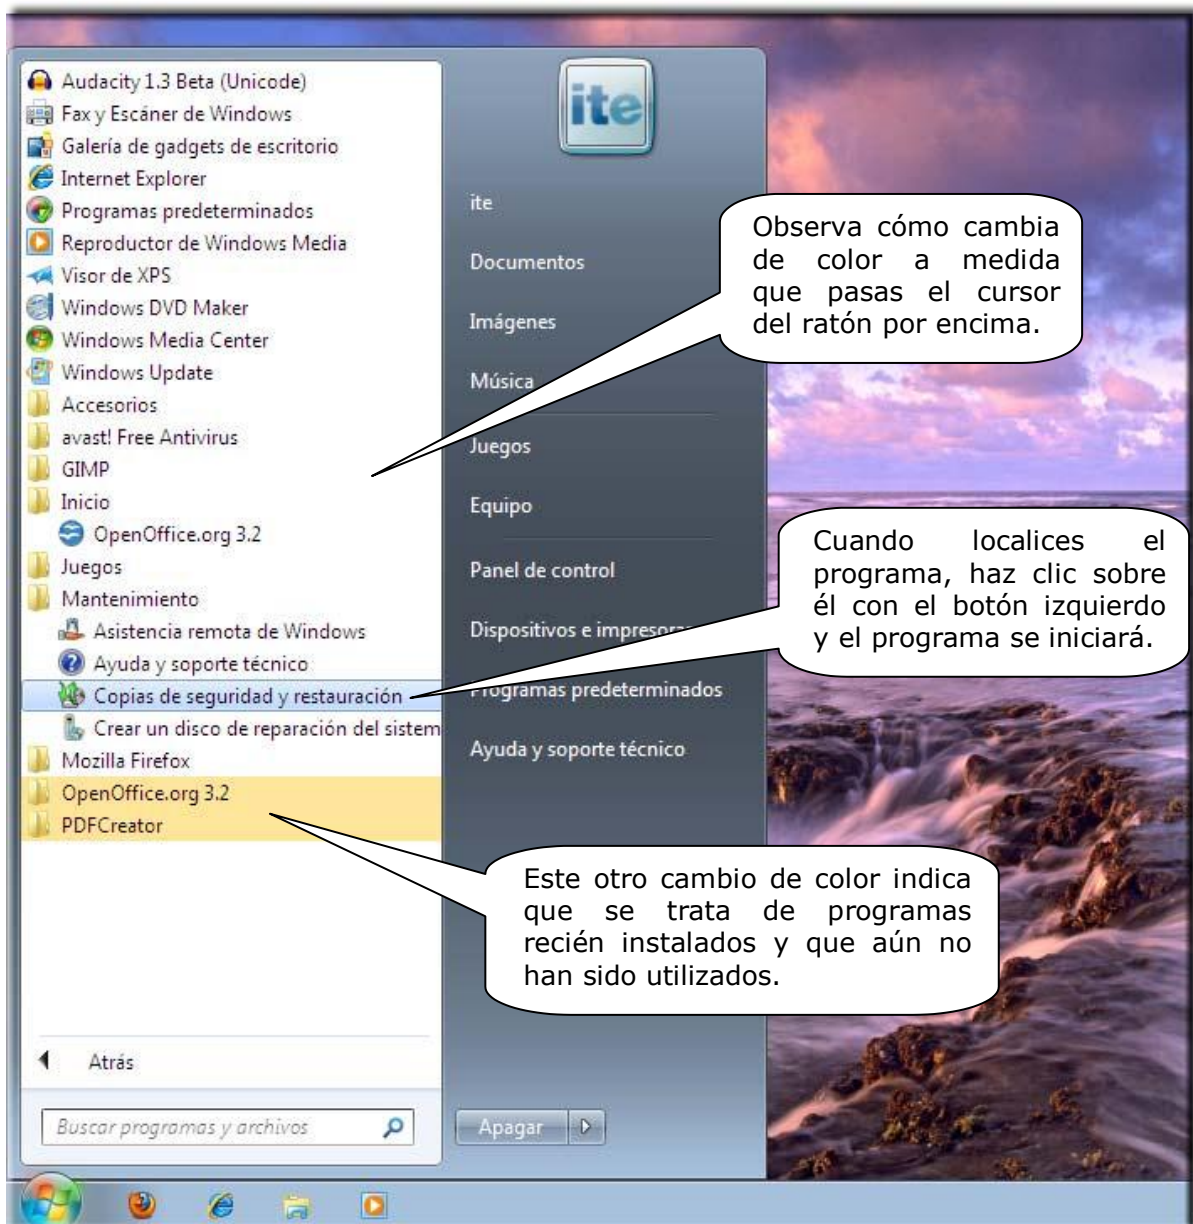 Audacity 1.3 Beta (Unicode)
Fax y Escáner de Windows
Galería de gadgets de escritorio
Internet Explorer
Programas predeterminados
Reproductor de Windows Media
Visor de XPS
Windows DVD Maker
Windows Media Center
Windows Update
Accesorios
avast! Free Antivirus
GIMP
Inicio
OpenOffice.org 3.2
Juegos
Mantenimiento
Asistencia remota de Windows
Ayuda y soporte técnico
Copias de seguridad y restauración
Crear un disco de reparación del sistem
Mozilla Firefox
OpenOffice.org 3.2
PDFCreator
Atrás
Buscar programas y archivos
ite
ite
Documentos
Imágenes
Música
Juegos
Equipo
Panel de control
Dispositivos e impresoras
Programas predeterminados
Ayuda y soporte técnico
Apagar
Observa cómo cambia
de color a medida
que pasas el cursor
del ratón por encima.
Cuando localices el
programa, haz clic sobre
él con el botón izquierdo
y el programa se iniciará.
Este otro cambio de color indica
que se trata de programas
recién instalados y que aún no
han sido utilizados.